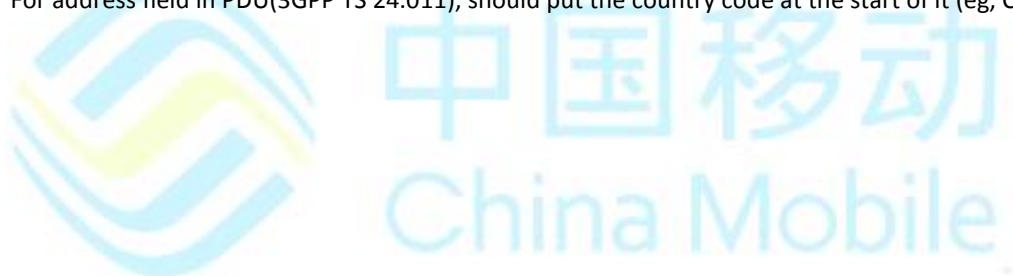 For address held in PDU(3GPP TS 24.011), should put the country code at the start of it (eg, C
中国移动
China Mobile